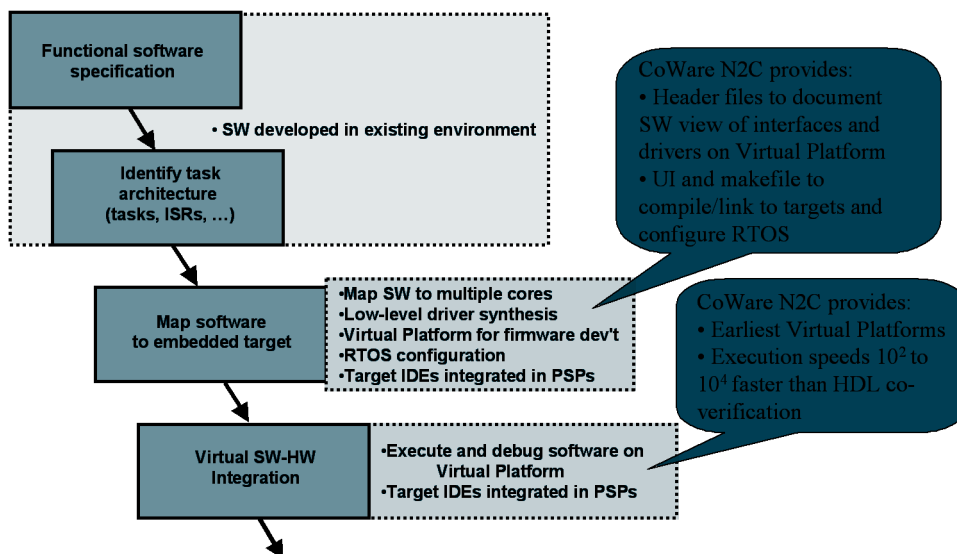 Functional software
specification
• SW developed in existing environment
Identify task
architecture
(tasks, ISRs, …)
Map software
to embedded target
•Map SW to multiple cores
•Low-level driver synthesis
•Virtual Platform for firmware dev't
•RTOS configuration
•Target IDEs integrated in PSPs
Virtual SW-HW
Integration
•Execute and debug software on
Virtual Platform
•Target IDEs integrated in PSPs
CoWare N2C provides:
• Header files to document
SW view of interfaces and
drivers on Virtual Platform
• UI and makefile to
compile/link to targets and
configure RTOS
CoWare N2C provides:
• Earliest Virtual Platforms
• Execution speeds 10² to
10⁴ faster than HDL co-
verification